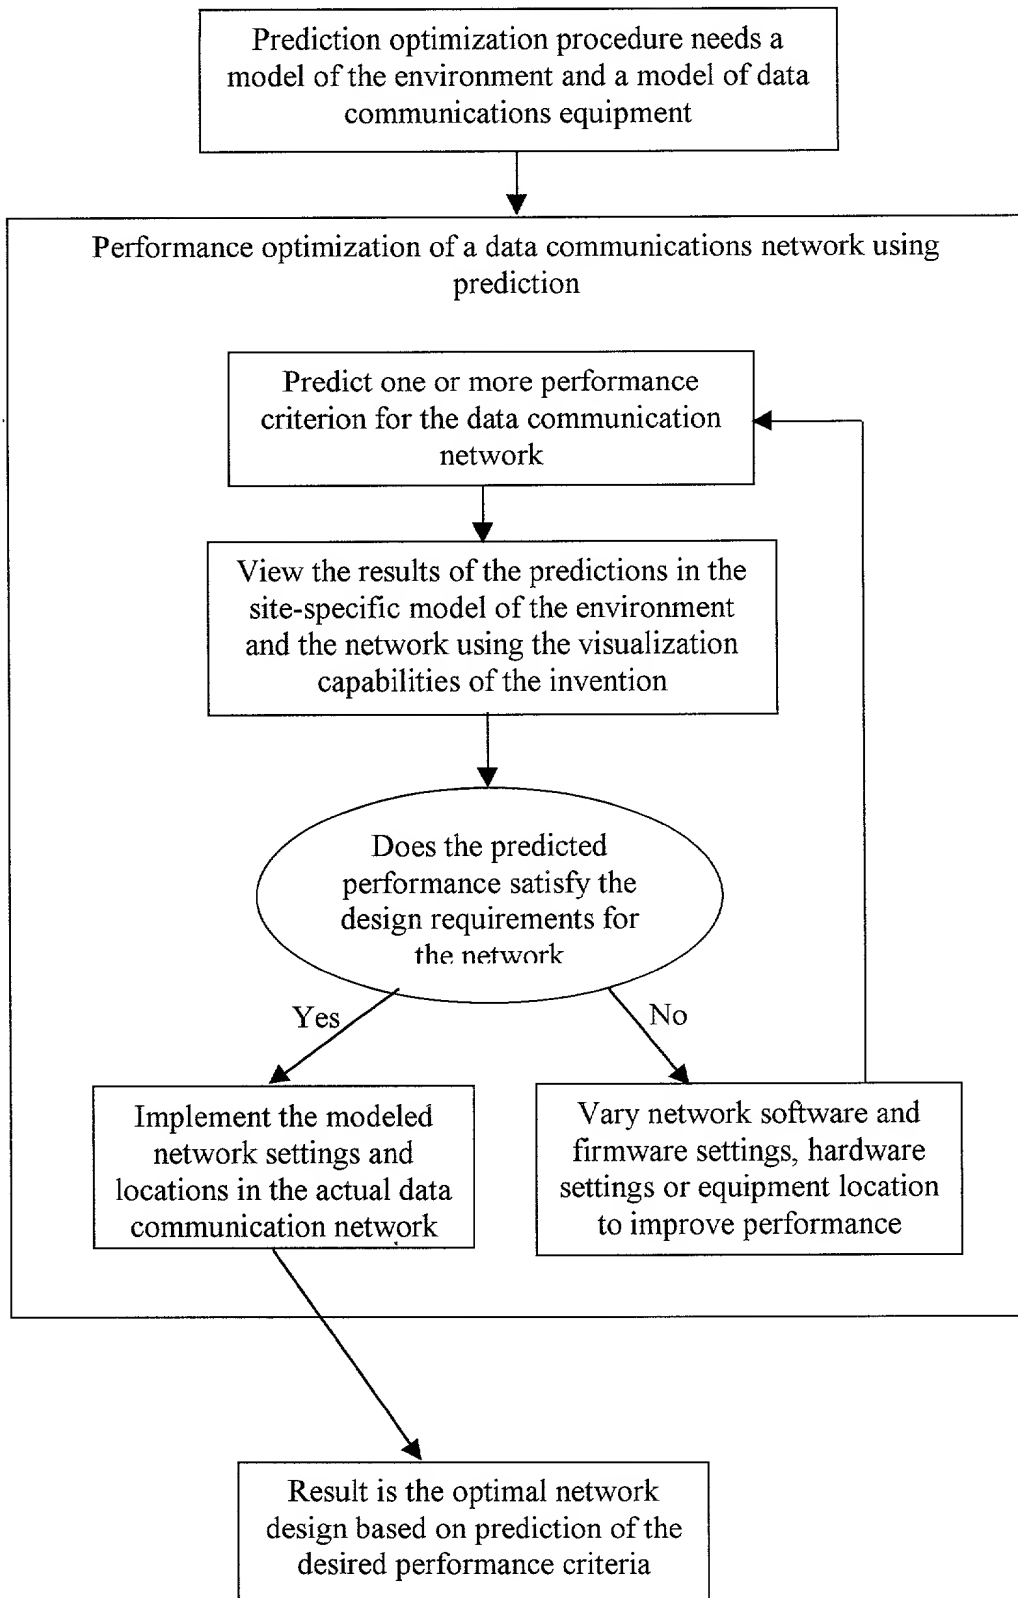 Prediction optimization procedure needs a
model of the environment and a model of data
communications equipment
Performance optimization of a data communications network using
prediction
Predict one or more performance
criterion for the data communication
network
View the results of the predictions in the
site-specific model of the environment
and the network using the visualization
capabilities of the invention
Does the predicted
performance satisfy the
design requirements for
the network
Yes
No
Implement the modeled
network settings and
locations in the actual data
communication network
Vary network software and
firmware settings, hardware
settings or equipment location
to improve performance
Result is the optimal network
design based on prediction of the
desired performance criteria